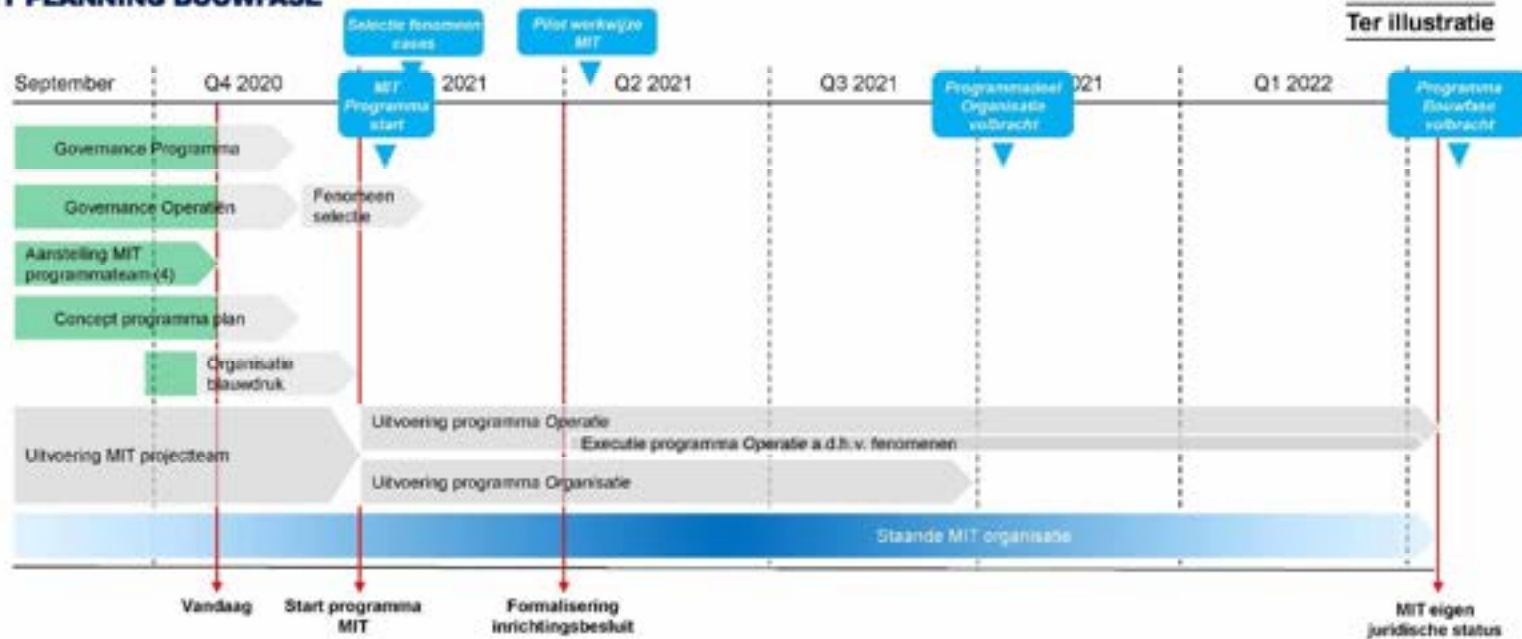 PLANNING BOUWFASE
Ter illustratie
Selectie fenomeen
cases
Pilot werkwijze
MIT
September
Q4 2020
2021
Q2 2021
Q3 2021
021
Q1 2022
MIT
Programma
start
Programmadeel
Organisatie
volbracht
Programma
Bouwfase
volbracht
Governance Programma
Governance Operatiën
Fenomeen
selectie
Aanstelling MIT
programmateam (4)
Concept programma plan
Organisatie
blauwdruk
Uitvoering MIT projectteam
Uitvoering programma Operatie
Executie programma Operatie a.d.h.v. fenomenen
Uitvoering programma Organisatie
Staande MIT organisatie
Vandaag
Start programma
MIT
Formalisering
inrichtingsbesluit
MIT eigen
juridische status